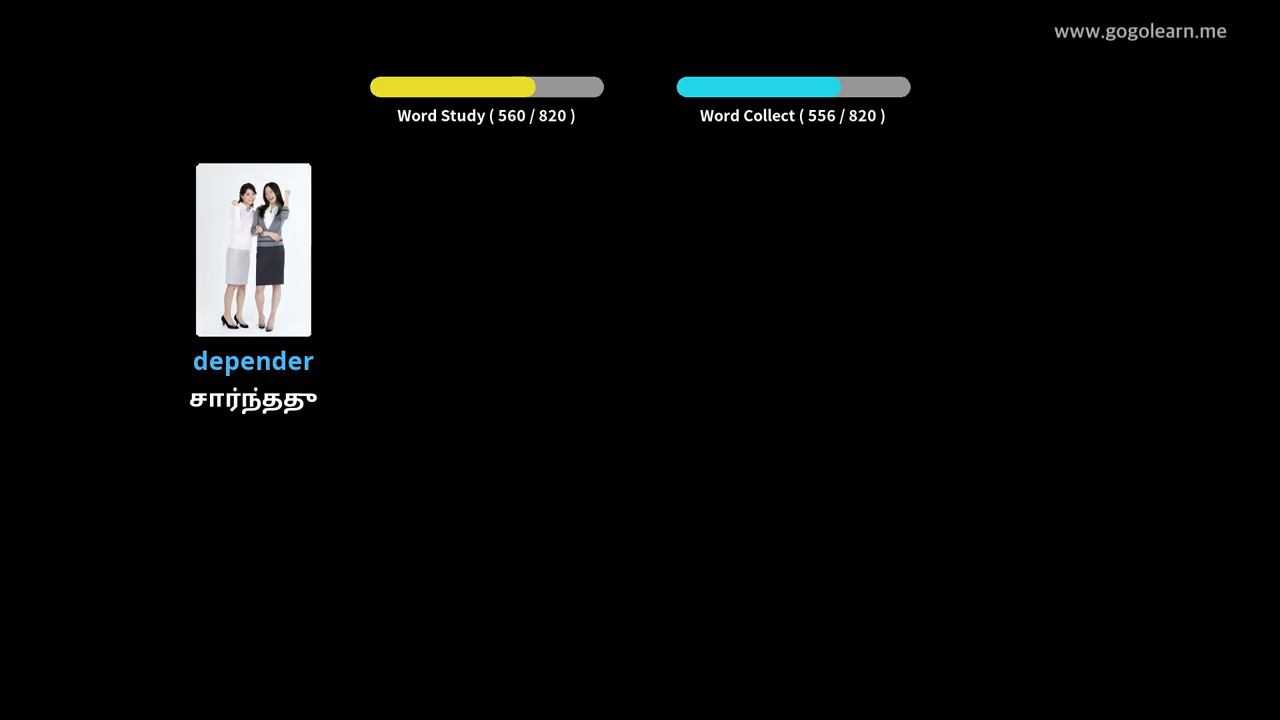 www.gogolearn.me
Word Study ( 560 / 820 )
Word Collect ( 556 / 820 )
depender
சார்ந்தது